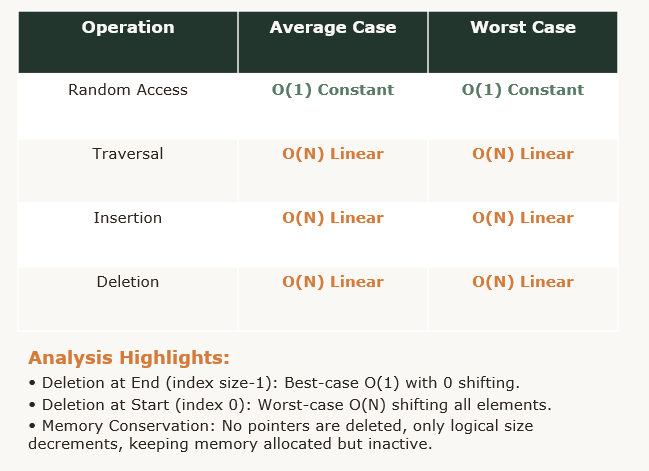 Operation Average Case Worst Case
Random Access O(1) Constant O(1) Constant
Traversal O(N) Linear O(N) Linear
Insertion O(N) Linear O(N) Linear
Deletion O(N) Linear O(N) Linear
Analysis Highlights:
• Deletion at End (index size-1): Best-case O(1) with 0 shifting.
• Deletion at Start (index 0): Worst-case O(N) shifting all elements.
• Memory Conservation: No pointers are deleted, only logical size
decrements, keeping memory allocated but inactive.